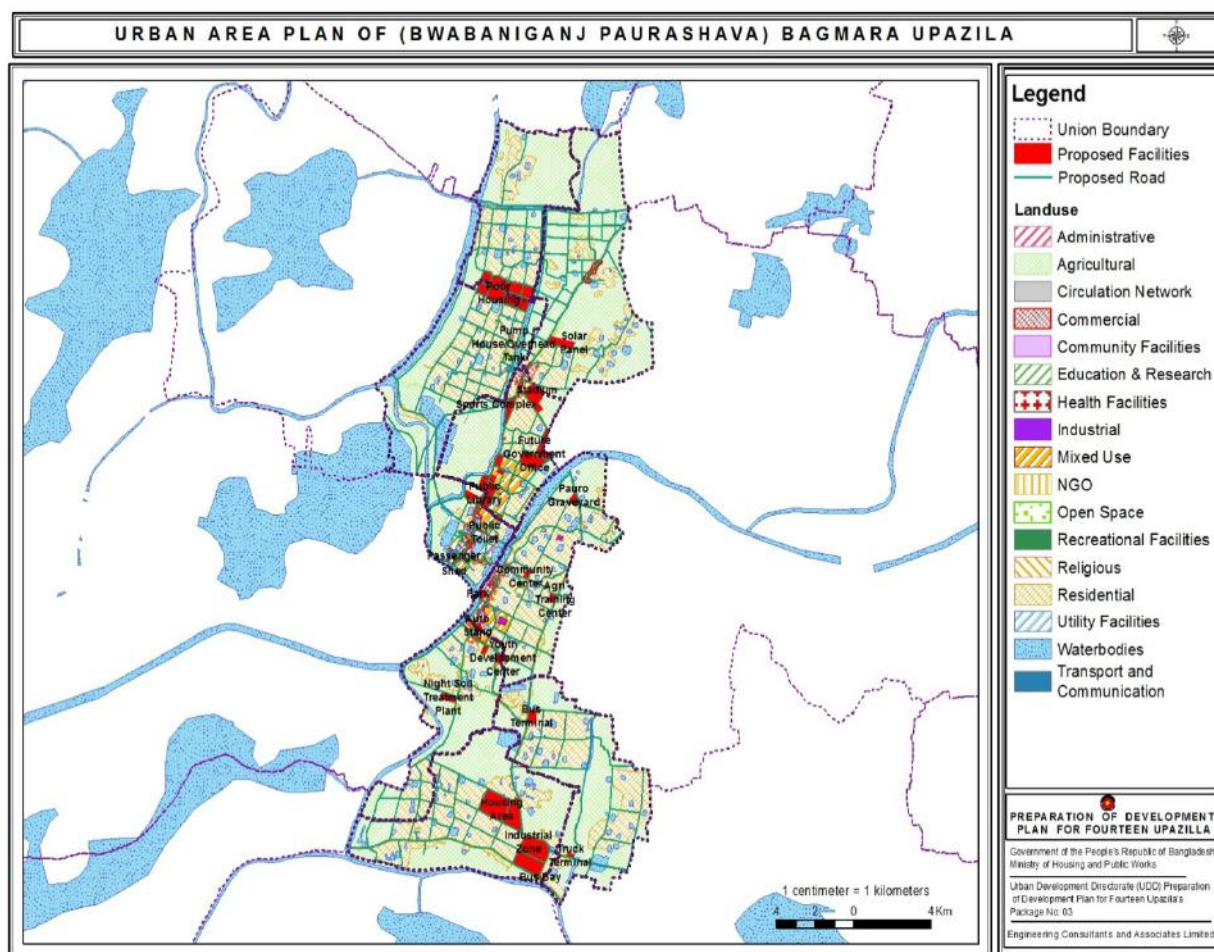 URBAN AREA PLAN OF (BWABANIGANJ PAURASHAVA) BAGMARA UPAZILA
Poor
Housing
Pump
House/Overhead
Tank
Solar
Panel
Stadium
Sports Complex
Future
Government
Office
Public
Library
Pauro
Graveyard
Public
Toilet
Passenger
Shed
Community
Center
Agri
Training
Center
Park
Auto
Stand
Youth
Development
Center
Night Soil
Treatment
Plant
Bus
Terminal
Housing
Area
Industrial
Zone
Truck
Terminal
Bus Bay
1 centimeter = 1 kilometers
4 2 0 4 Km
Legend
Union Boundary
Proposed Facilities
Proposed Road
Landuse
Administrative
Agricultural
Circulation Network
Commercial
Community Facilities
Education & Research
Health Facilities
Industrial
Mixed Use
NGO
Open Space
Recreational Facilities
Religious
Residential
Utility Facilities
Waterbodies
Transport and
Communication
PREPARATION OF DEVELOPMENT
PLAN FOR FOURTEEN UPAZILLA
Government of the People's Republic of Bangladesh
Ministry of Housing and Public Works
Urban Development Directorate (UDD) Preparation
of Development Plan for Fourteen Upazila's
Package No: 03
Engineering Consultants and Associates Limited